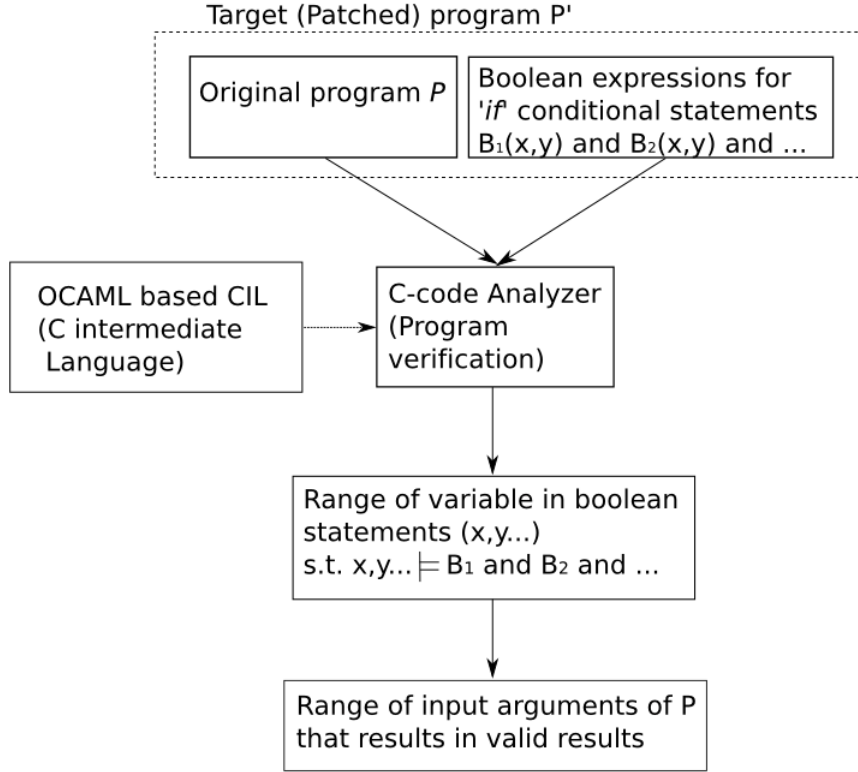 Target (Patched) program P'
Original program P
Boolean expressions for
'if' conditional statements
B₁(x,y) and B₂(x,y) and ...
OCAML based CIL
(C intermediate
Language)
C-code Analyzer
(Program
verification)
Range of variable in boolean
statements (x,y...)
s.t. x,y... ⊨ B₁ and B₂ and ...
Range of input arguments of P
that results in valid results